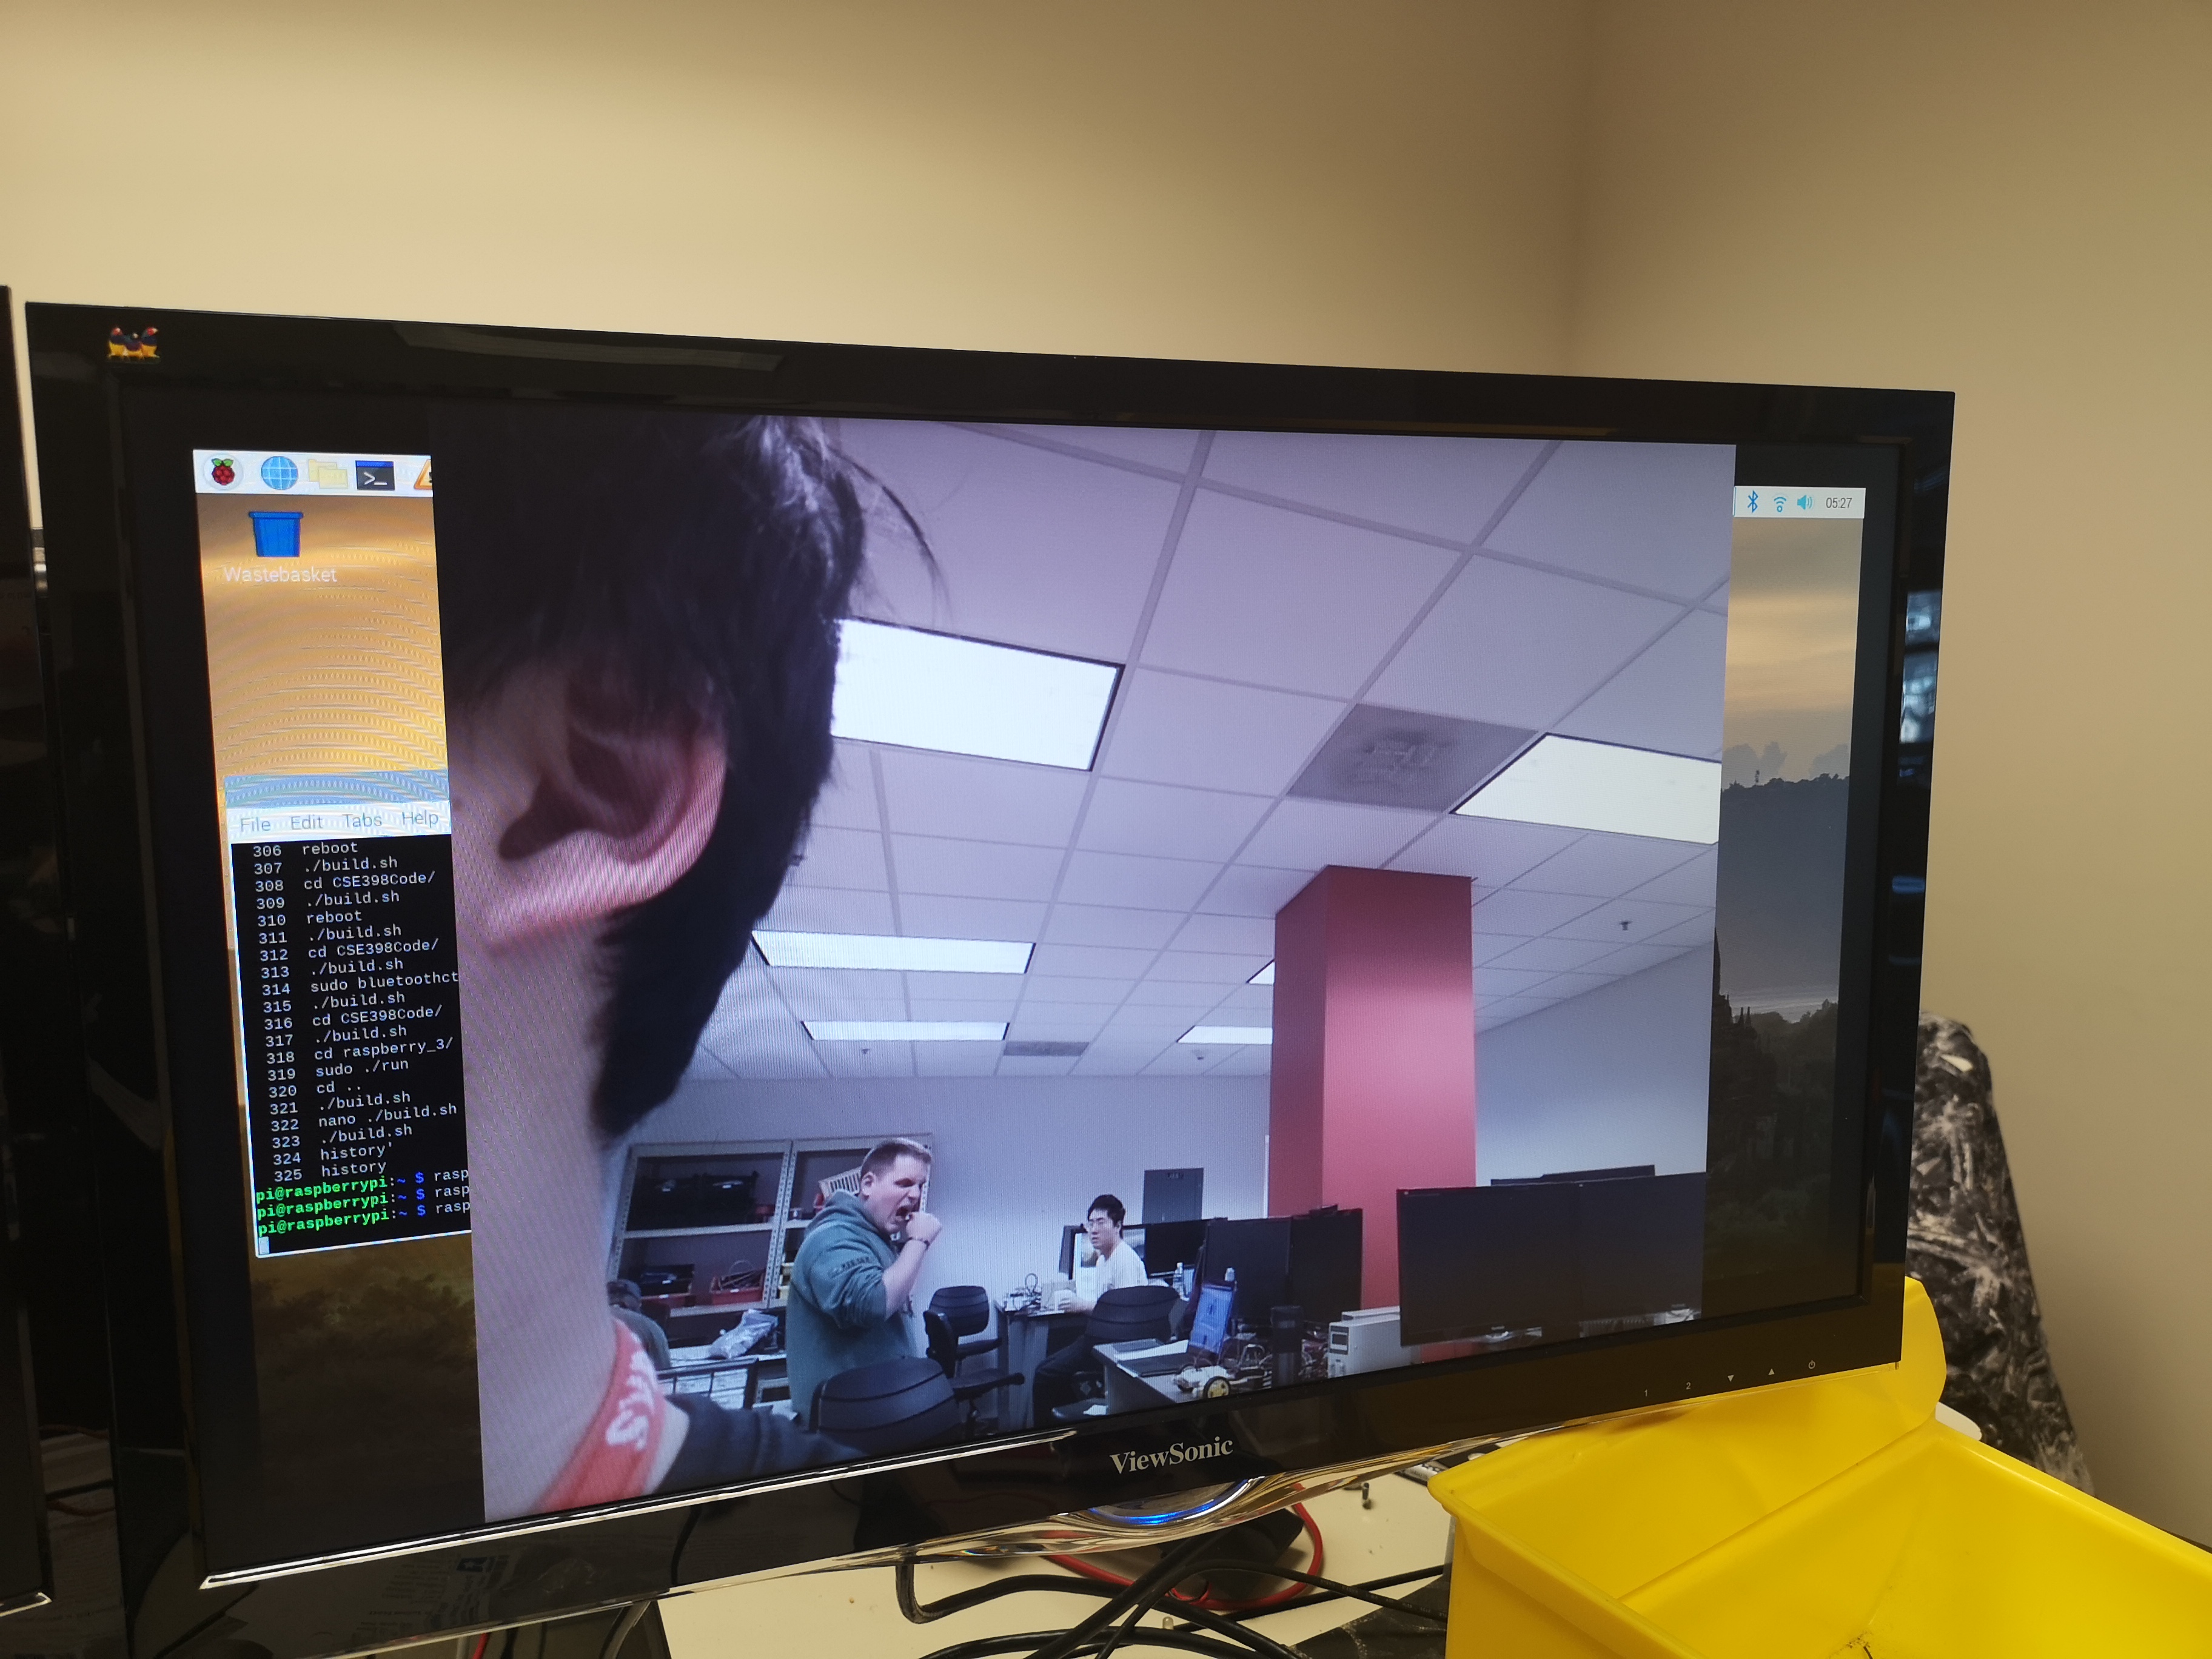 05:27
Wastebasket
File Edit Tabs Help
306 reboot
307 ./build.sh
308 cd CSE398Code/
309 ./build.sh
310 reboot
311 ./build.sh
312 cd CSE398Code/
313 ./build.sh
314 sudo bluetoothct
315 ./build.sh
316 cd CSE398Code/
317 ./build.sh
318 cd raspberry_3/
319 sudo ./run
320 cd ..
321 ./build.sh
322 nano ./build.sh
323 ./build.sh
324 history'
325 history
pi@raspberrypi:~ $ rasp
pi@raspberrypi:~ $ rasp
pi@raspberrypi:~ $ rasp
1 2
ViewSonic